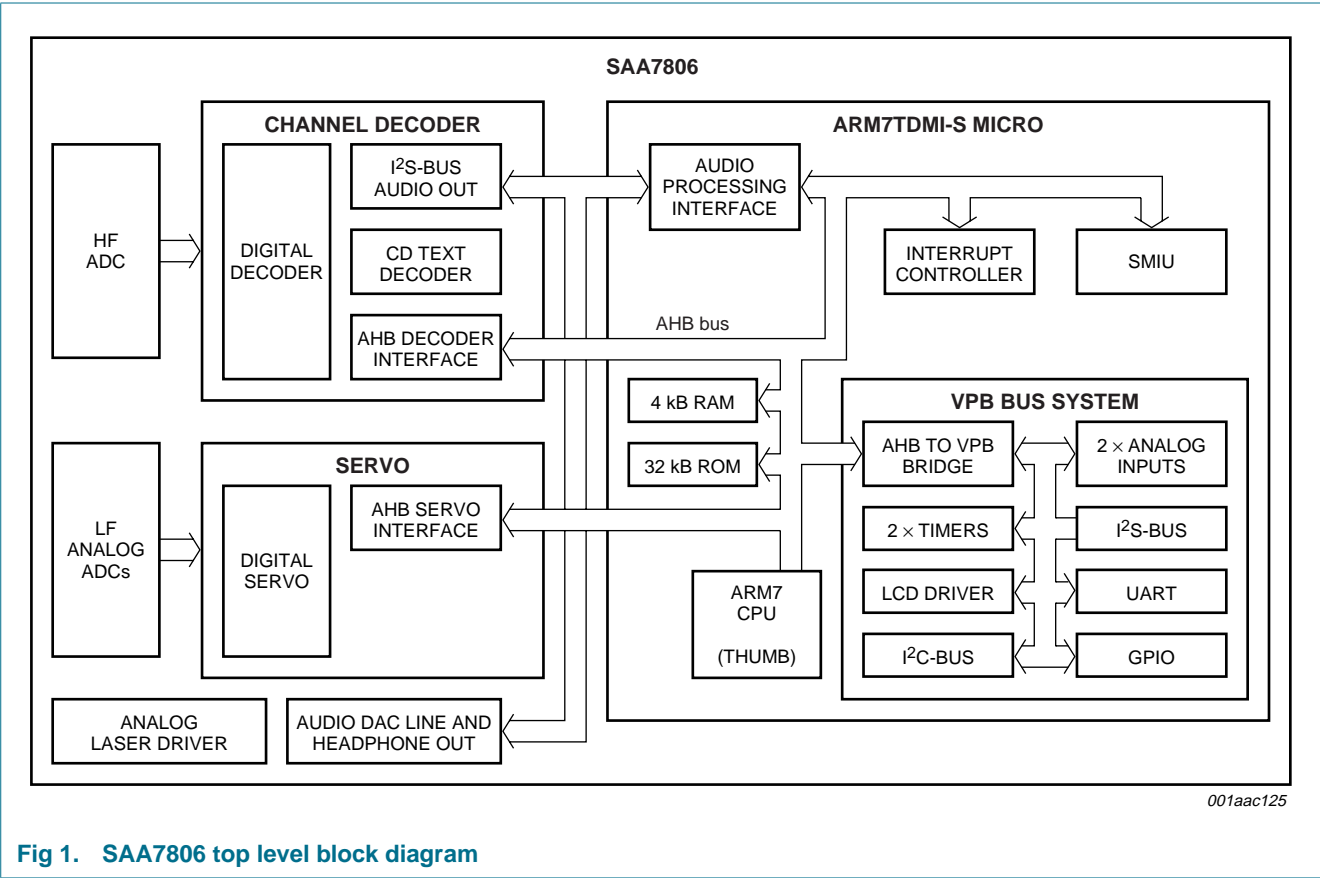 SAA7806
CHANNEL DECODER
HF
ADC
DIGITAL
DECODER
I²S-BUS
AUDIO OUT
CD TEXT
DECODER
AHB DECODER
INTERFACE
LF
ANALOG
ADCs
SERVO
DIGITAL
SERVO
AHB SERVO
INTERFACE
ANALOG
LASER DRIVER
AUDIO DAC LINE AND
HEADPHONE OUT
ARM7TDMI-S MICRO
AUDIO
PROCESSING
INTERFACE
INTERRUPT
CONTROLLER
SMIU
AHB bus
4 kB RAM
32 kB ROM
ARM7
CPU
(THUMB)
VPB BUS SYSTEM
AHB TO VPB
BRIDGE
2 × ANALOG
INPUTS
2 × TIMERS
I²S-BUS
LCD DRIVER
UART
I²C-BUS
GPIO
001aac125
Fig 1. SAA7806 top level block diagram